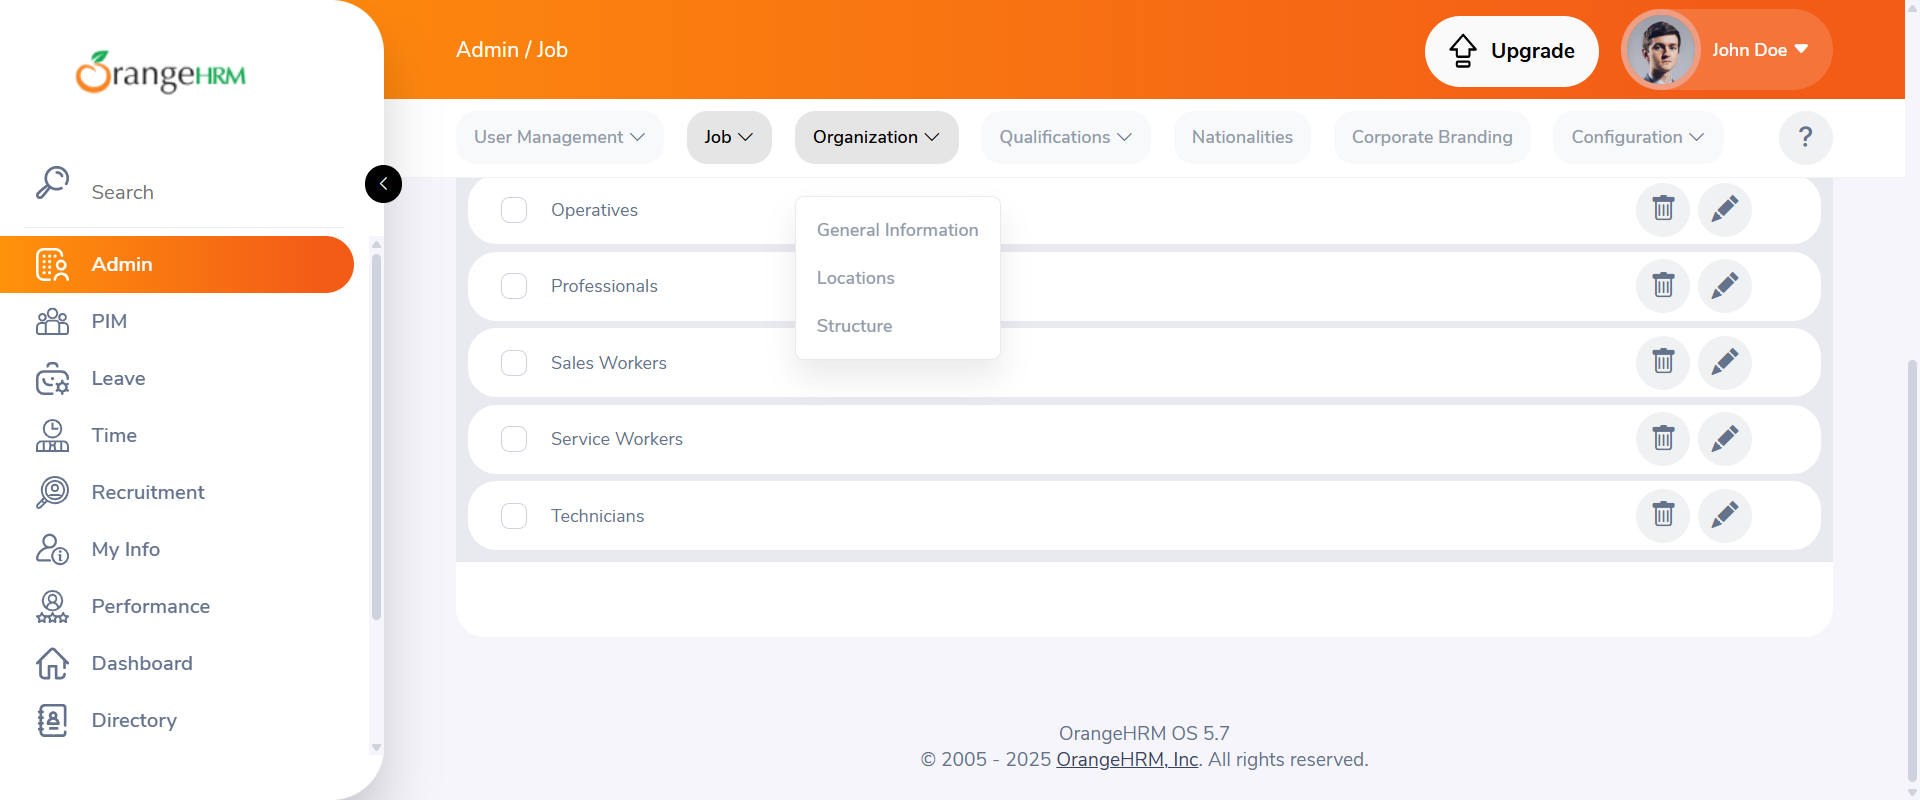 OrangeHRM
Search
Admin
PIM
Leave
Time
Recruitment
My Info
Performance
Dashboard
Directory
Admin / Job
Upgrade
John Doe
User Management
Job
Organization
Qualifications
Nationalities
Corporate Branding
Configuration
?
General Information
Locations
Structure
Operatives
Professionals
Sales Workers
Service Workers
Technicians
OrangeHRM OS 5.7
© 2005 - 2025 OrangeHRM, Inc. All rights reserved.